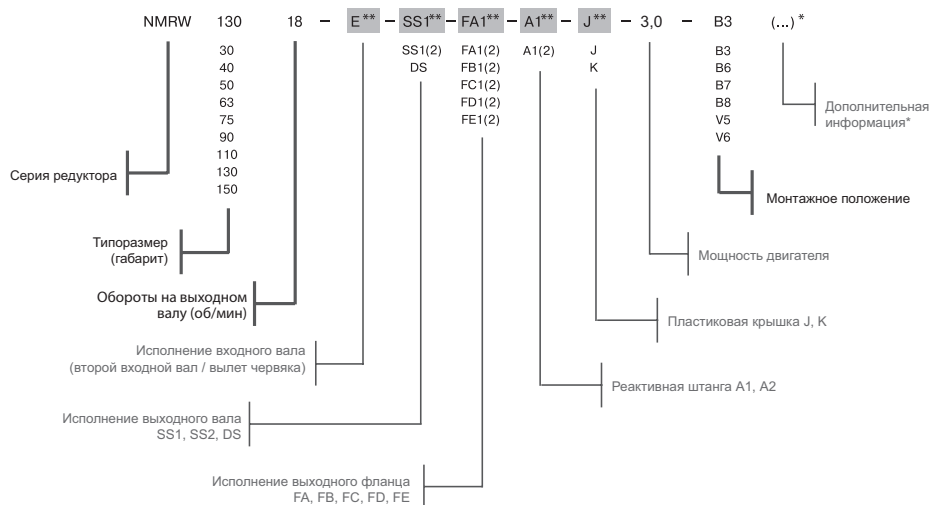 NMRW 130 18 – E** – SS1** – FA1** – A1** – J** – 3,0 – B3 (...)*
30 SS1(2) FA1(2) A1(2) J B3
40 DS FB1(2) K B6
50 FC1(2) B7
63 FD1(2) B8
75 FE1(2) V5
90 V6
110
130
150
Дополнительная
информация*
Серия редуктора
Монтажное положение
Типоразмер
(габарит)
Мощность двигателя
Обороты на выходном
валу (об/мин)
Пластиковая крышка J, K
Исполнение входного вала
(второй входной вал / вылет червяка)
Реактивная штанга A1, A2
Исполнение выходного вала
SS1, SS2, DS
Исполнение выходного фланца
FA, FB, FC, FD, FE